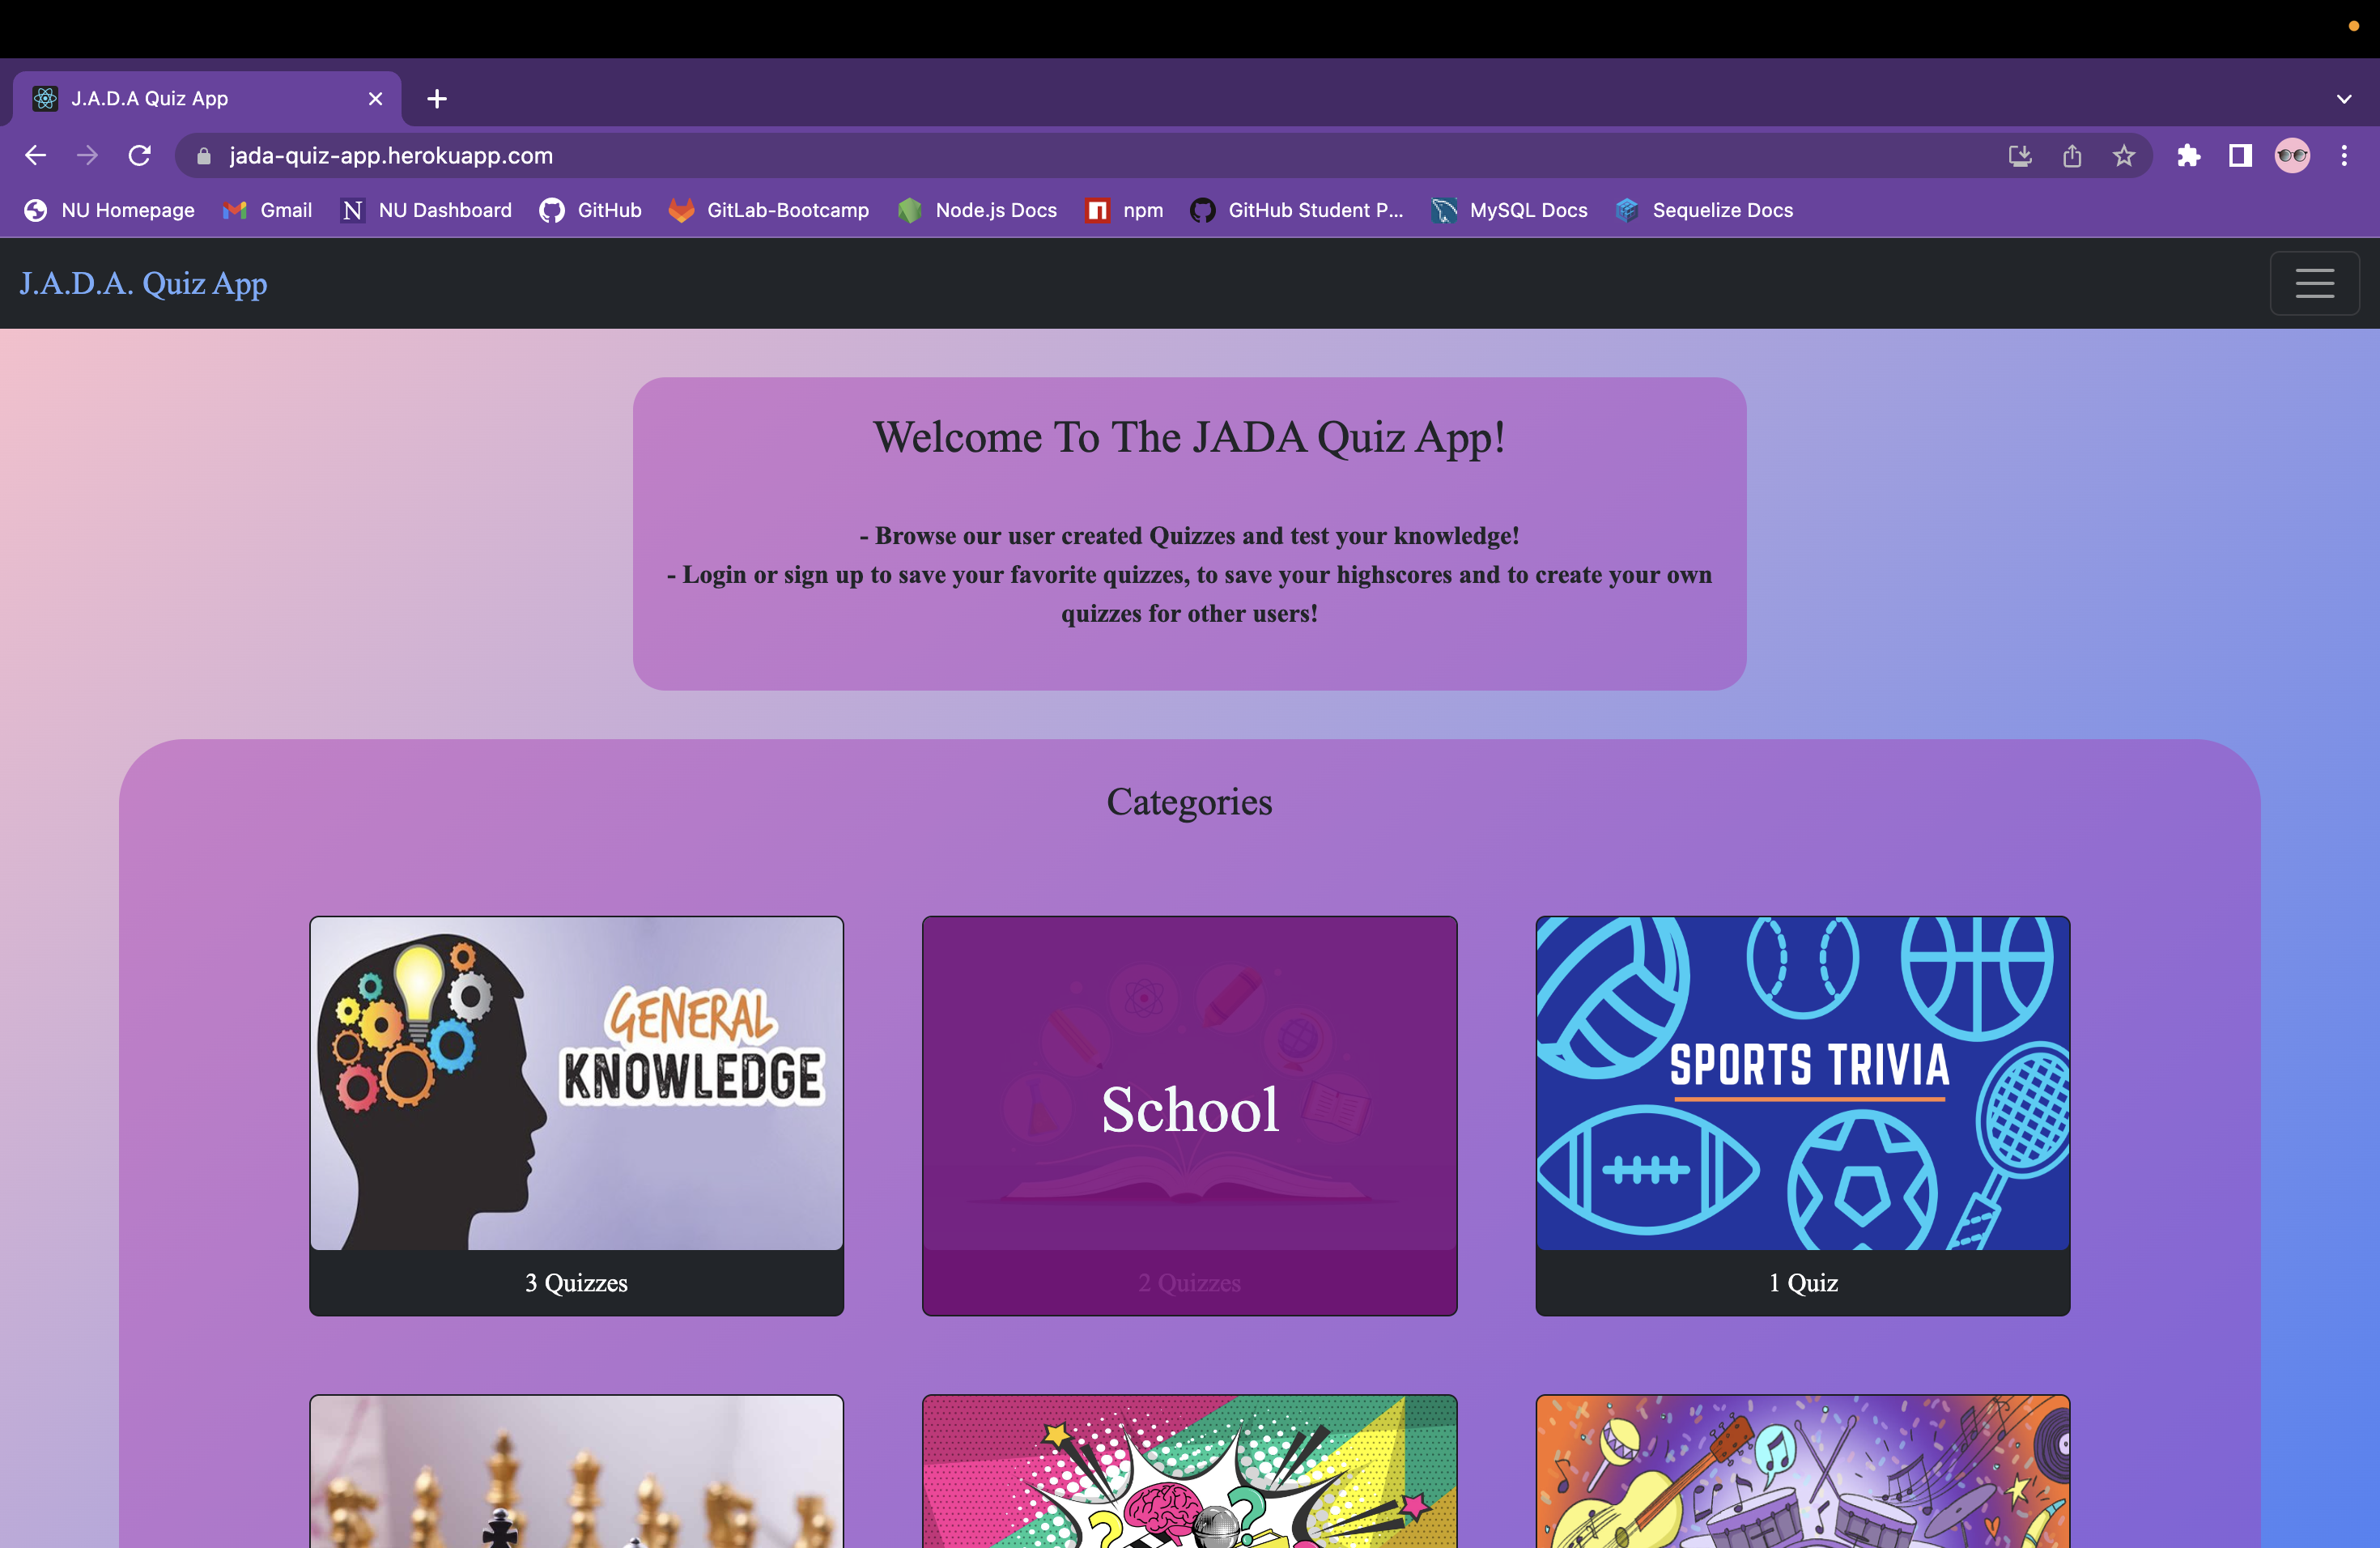 J.A.D.A Quiz App
jada-quiz-app.herokuapp.com
NU Homepage Gmail NU Dashboard GitHub GitLab-Bootcamp Node.js Docs npm GitHub Student P... MySQL Docs Sequelize Docs
J.A.D.A. Quiz App
Welcome To The JADA Quiz App!
- Browse our user created Quizzes and test your knowledge!
- Login or sign up to save your favorite quizzes, to save your highscores and to create your own
quizzes for other users!
Categories
GENERAL
KNOWLEDGE
3 Quizzes
School
2 Quizzes
SPORTS TRIVIA
1 Quiz